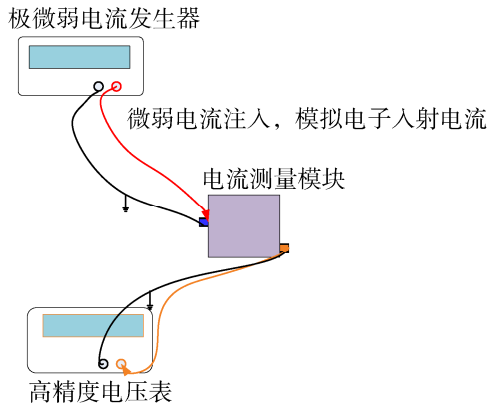 极微弱电流发生器
微弱电流注入，模拟电子入射电流
电流测量模块
高精度电压表